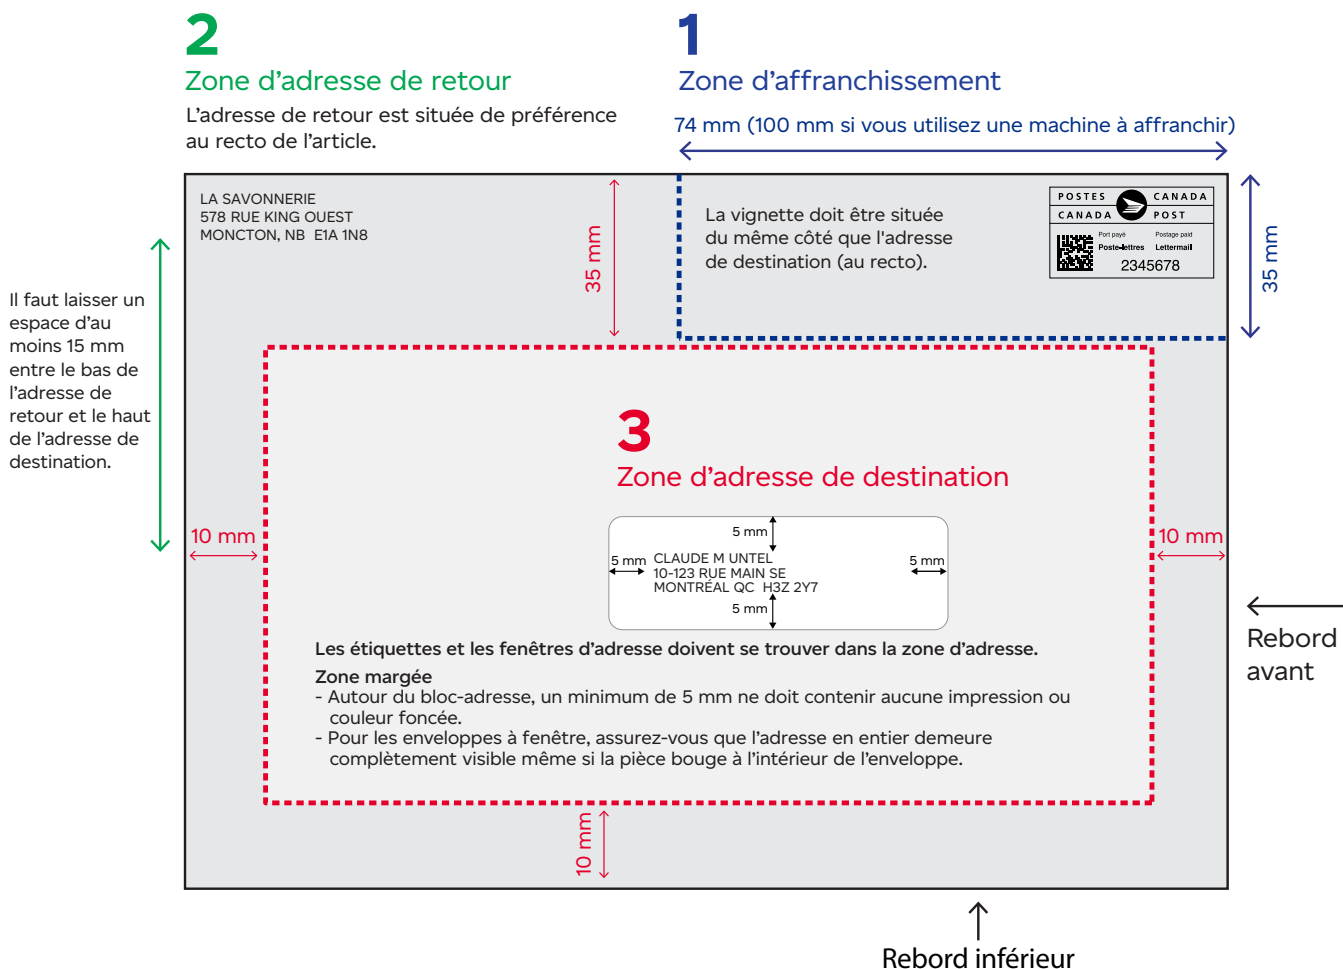 2
Zone d'adresse de retour
L'adresse de retour est située de préférence
au recto de l'article.
1
Zone d'affranchissement
74 mm (100 mm si vous utilisez une machine à affranchir)
LA SAVONNERIE
578 RUE KING OUEST
MONCTON, NB  E1A 1N8
35 mm
La vignette doit être située
du même côté que l'adresse
de destination (au recto).
POSTES CANADA
CANADA POST
Port payé Postage paid
Poste-lettres Lettermail
2345678
35 mm
Il faut laisser un
espace d'au
moins 15 mm
entre le bas de
l'adresse de
retour et le haut
de l'adresse de
destination.
3
Zone d'adresse de destination
10 mm
10 mm
5 mm
5 mm
CLAUDE M UNTEL
10-123 RUE MAIN SE
MONTRÉAL QC  H3Z 2Y7
5 mm
5 mm
Les étiquettes et les fenêtres d'adresse doivent se trouver dans la zone d'adresse.
Zone margée
- Autour du bloc-adresse, un minimum de 5 mm ne doit contenir aucune impression ou
couleur foncée.
- Pour les enveloppes à fenêtre, assurez-vous que l'adresse en entier demeure
complètement visible même si la pièce bouge à l'intérieur de l'enveloppe.
10 mm
Rebord
avant
Rebord inférieur